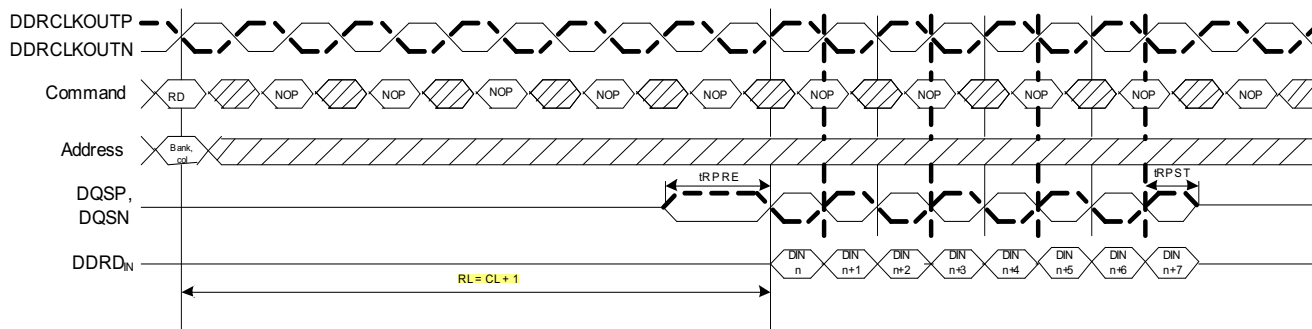 DDRCLKOUTP
DDRCLKOUTN
Command RD NOP NOP NOP NOP NOP NOP NOP NOP NOP NOP
Address Bank,
col
tRPRE tRPST
DQSP,
DQSN
DDRD IN DIN DIN DIN DIN DIN DIN DIN DIN
n n+1 n+2 n+3 n+4 n+5 n+6 n+7
RL = CL + 1